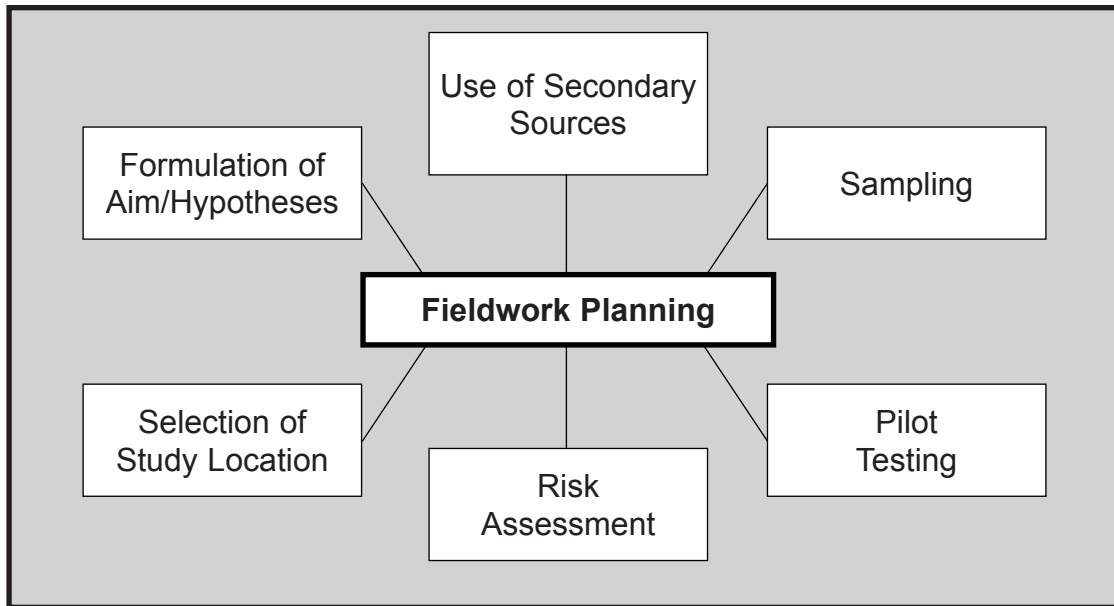 Use of Secondary
Sources
Formulation of
Aim/Hypotheses
Sampling
Fieldwork Planning
Selection of
Study Location
Pilot
Testing
Risk
Assessment